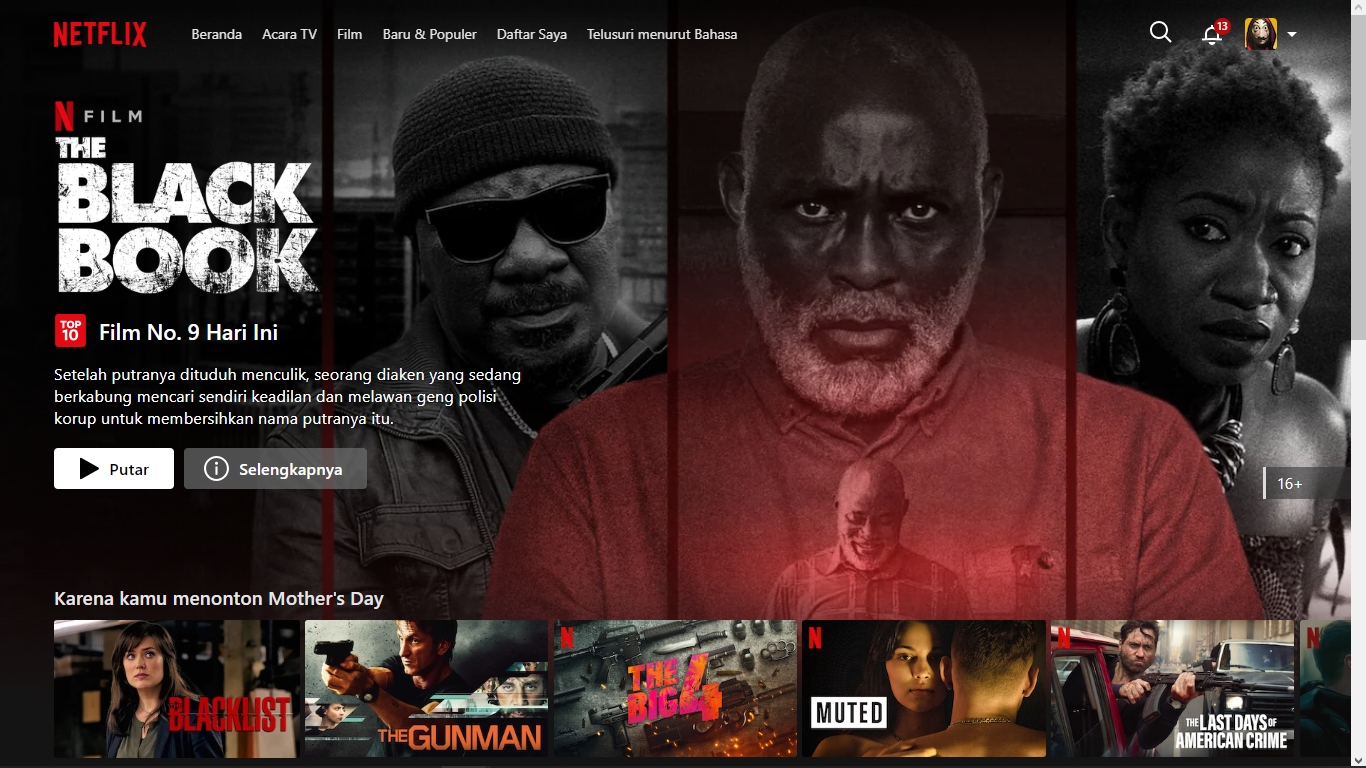 NETFLIX
Beranda
Acara TV
Film
Baru & Populer
Daftar Saya
Telusuri menurut Bahasa
13
N FILM
THE
BLACK
BOOK
TOP
10
Film No. 9 Hari Ini
Setelah putranya dituduh menculik, seorang diaken yang sedang
berkabung mencari sendiri keadilan dan melawan geng polisi
korup untuk membersihkan nama putranya itu.
Putar
Selengkapnya
16+
Karena kamu menonton Mother's Day
THE
BLACKLIST
THE GUNMAN
N
THE
BIG 4
N
MUTED
N
THE LAST DAYS OF
AMERICAN CRIME
N